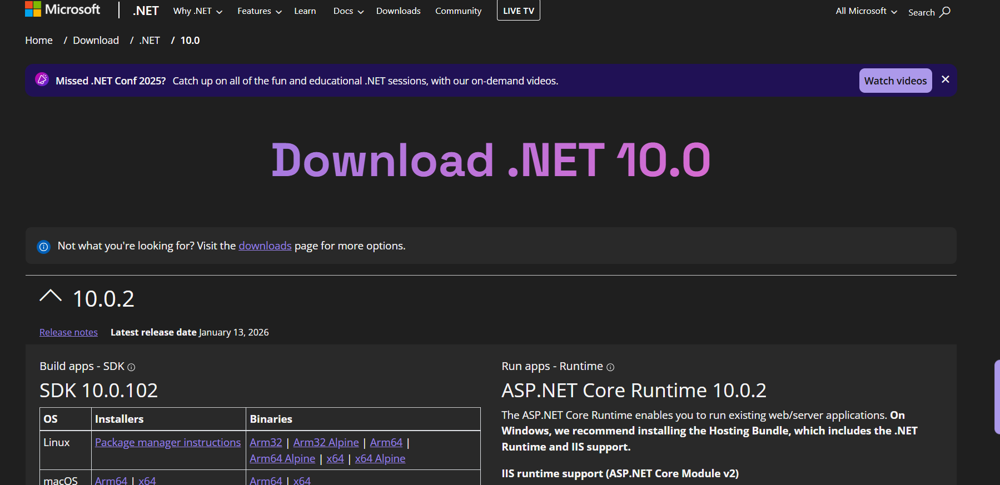 Microsoft | .NET Why .NET Features Learn Docs Downloads Community LIVE TV All Microsoft Search
Home / Download / .NET / 10.0
Missed .NET Conf 2025? Catch up on all of the fun and educational .NET sessions, with our on-demand videos. Watch videos
Download .NET 10.0
Not what you're looking for? Visit the downloads page for more options.
10.0.2
Release notes Latest release date January 13, 2026
Build apps - SDK
SDK 10.0.102
OS Installers Binaries
Linux Package manager instructions Arm32 | Arm32 Alpine | Arm64 |
Arm64 Alpine | x64 | x64 Alpine
macOS Arm64 | x64 Arm64 | x64
Run apps - Runtime
ASP.NET Core Runtime 10.0.2
The ASP.NET Core Runtime enables you to run existing web/server applications. On
Windows, we recommend installing the Hosting Bundle, which includes the .NET
Runtime and IIS support.
IIS runtime support (ASP.NET Core Module v2)